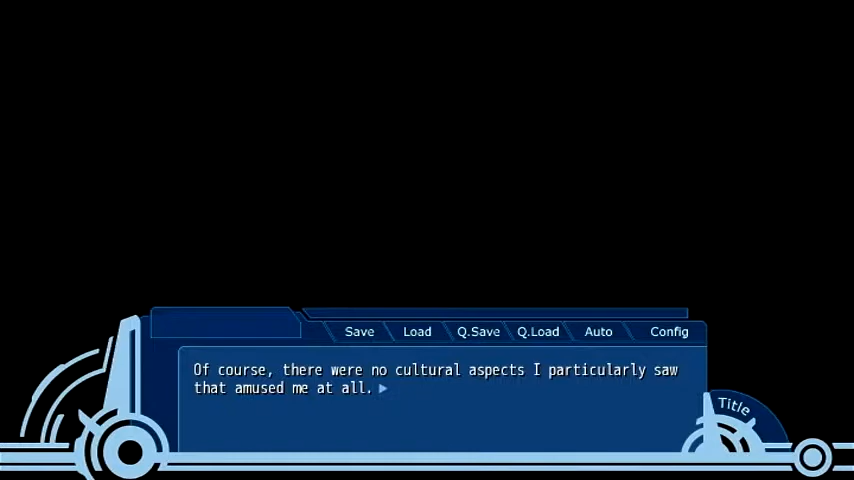 Save Load Q.Save Q.Load Auto Config
Of course, there were no cultural aspects I particularly saw
that amused me at all.
Title